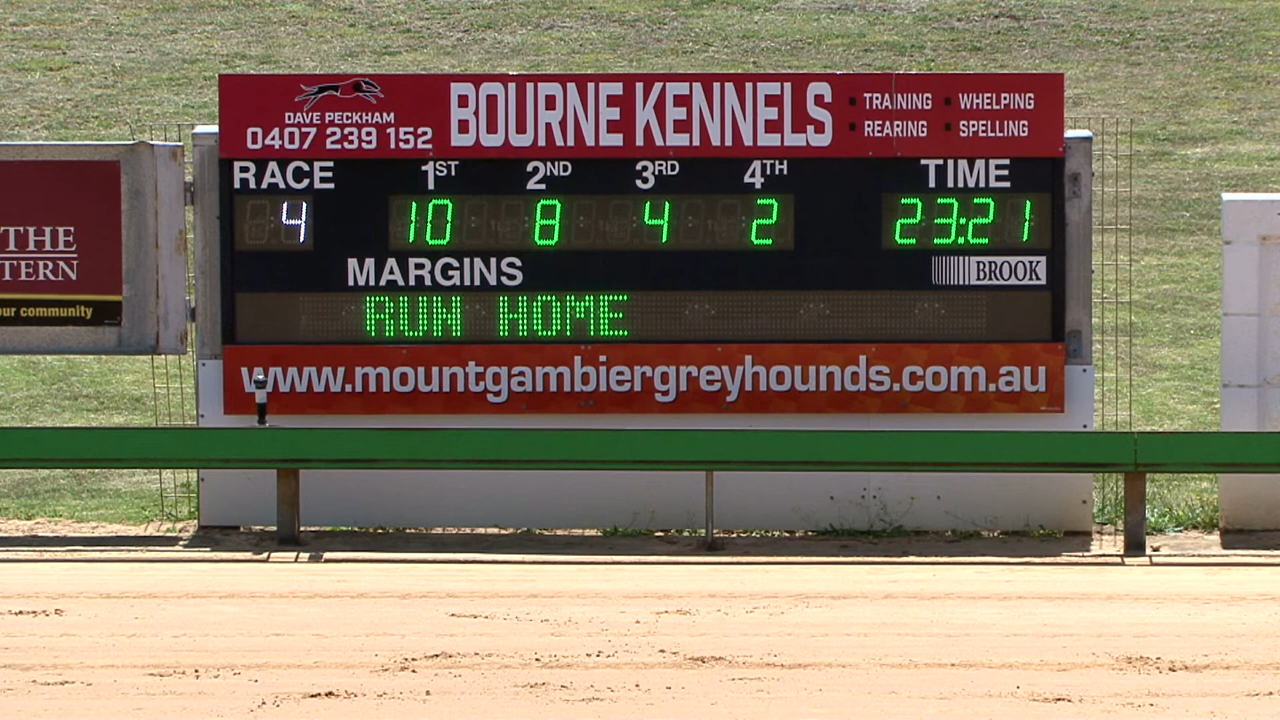 DAVE PECKHAM
0407 239 152
BOURNE KENNELS
TRAINING WHELPING
REARING SPELLING
RACE 1ST 2ND 3RD 4TH TIME
4 10 8 4 2 23:21
MARGINS
BROOK
RUN HOME
www.mountgambiergreyhounds.com.au
THE
TERN
our community